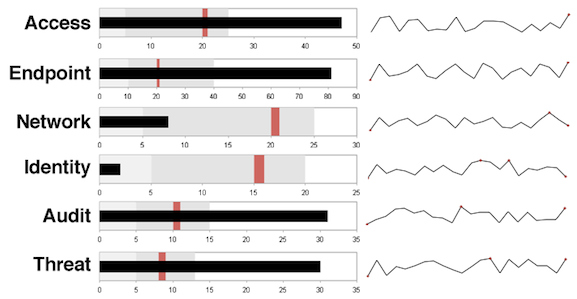 Access
0 10 20 30 40 50
Endpoint
0 10 20 30 40 50 60 70 80 90
Network
0 5 10 15 20 25 30
Identity
0 5 10 15 20 25
Audit
0 5 10 15 20 25 30 35
Threat
0 5 10 15 20 25 30 35